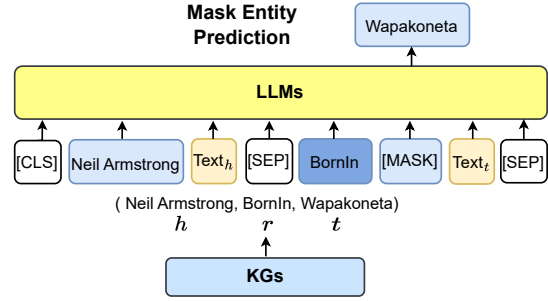 Mask Entity
Prediction
Wapakoneta
LLMs
[CLS] Neil Armstrong Text_h [SEP] BornIn [MASK] Text_t [SEP]
( Neil Armstrong, BornIn, Wapakoneta)
h r t
KGs